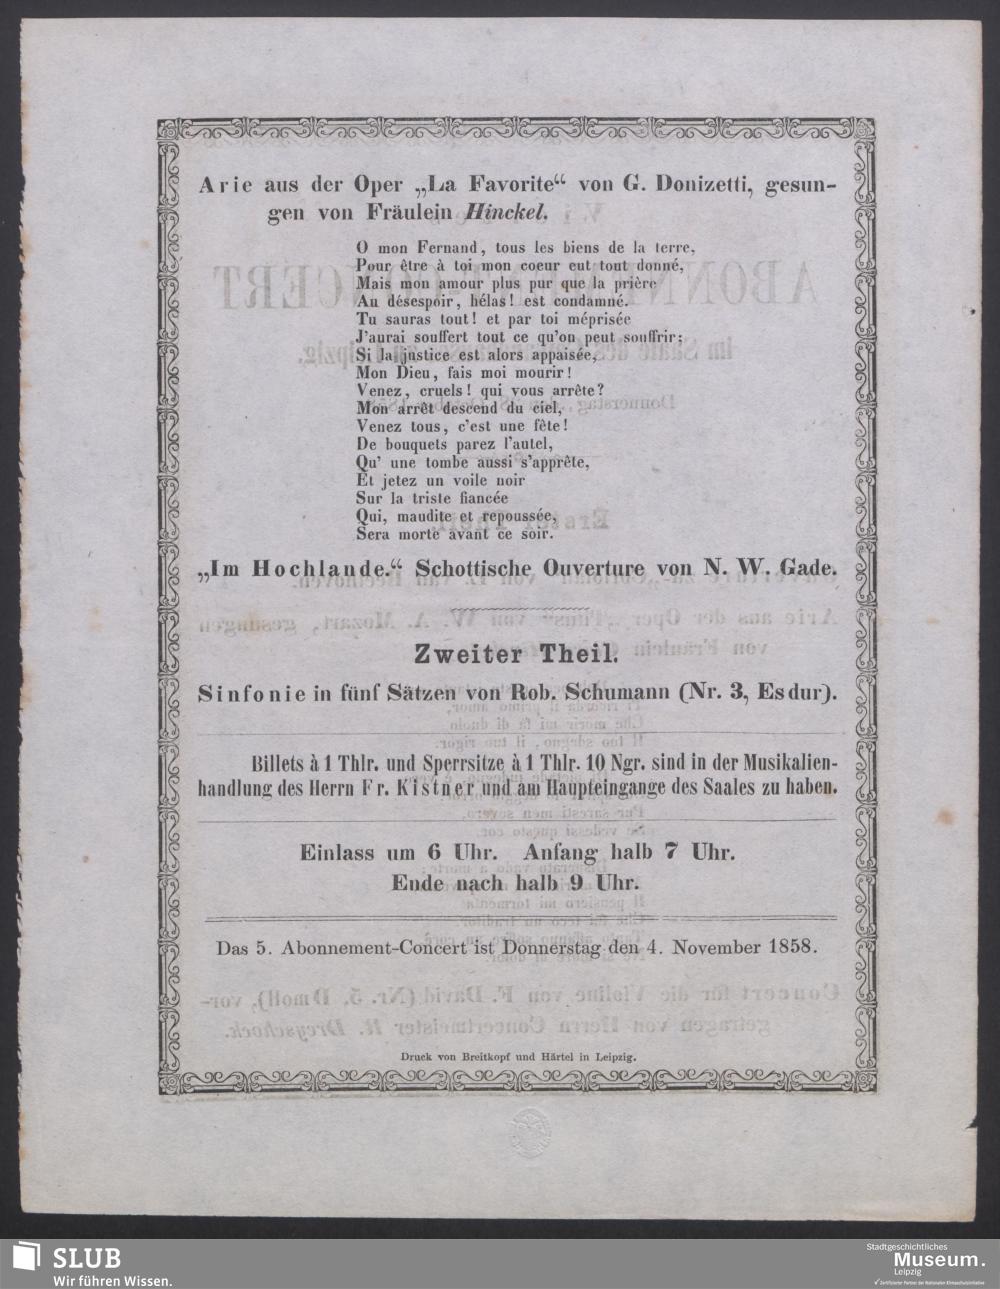 Arie aus der Oper „La Favorite“ von G. Donizetti, gesun-
gen von Fräulein Hinckel.
O mon Fernand, tous les biens de la terre,
Pour être à toi mon coeur eut tout donné,
Mais mon amour plus pur que la prière
Au désespoir, hélas! est condamné.
Tu sauras tout! et par toi méprisée
J'aurai souffert tout ce qu'on peut souffrir;
Si la justice est alors appaisée,
Mon Dieu, fais moi mourir!
Venez, cruels! qui vous arrête?
Mon arrêt descend du ciel,
Venez tous, c'est une fête!
De bouquets parez l'autel,
Qu' une tombe aussi s'apprête,
Et jetez un voile noir
Sur la triste fiancée
Qui, maudite et repoussée,
Sera morte avant ce soir.
„Im Hochlande.“ Schottische Ouverture von N. W. Gade.
Zweiter Theil.
Sinfonie in fünf Sätzen von Rob. Schumann (Nr. 3, Es dur).
Billets à 1 Thlr. und Sperrsitze à 1 Thlr. 10 Ngr. sind in der Musikalien-
handlung des Herrn Fr. Kistner und am Haupteingange des Saales zu haben.
Einlass um 6 Uhr. Anfang halb 7 Uhr.
Ende nach halb 9 Uhr.
Das 5. Abonnement-Concert ist Donnerstag den 4. November 1858.
Druck von Breitkopf und Härtel in Leipzig.
SLUB
Wir führen Wissen.
Stadtgeschichtliches
Museum.
Leipzig
Zertifizierter Partner der Nationalen Klimaschutzinitiative